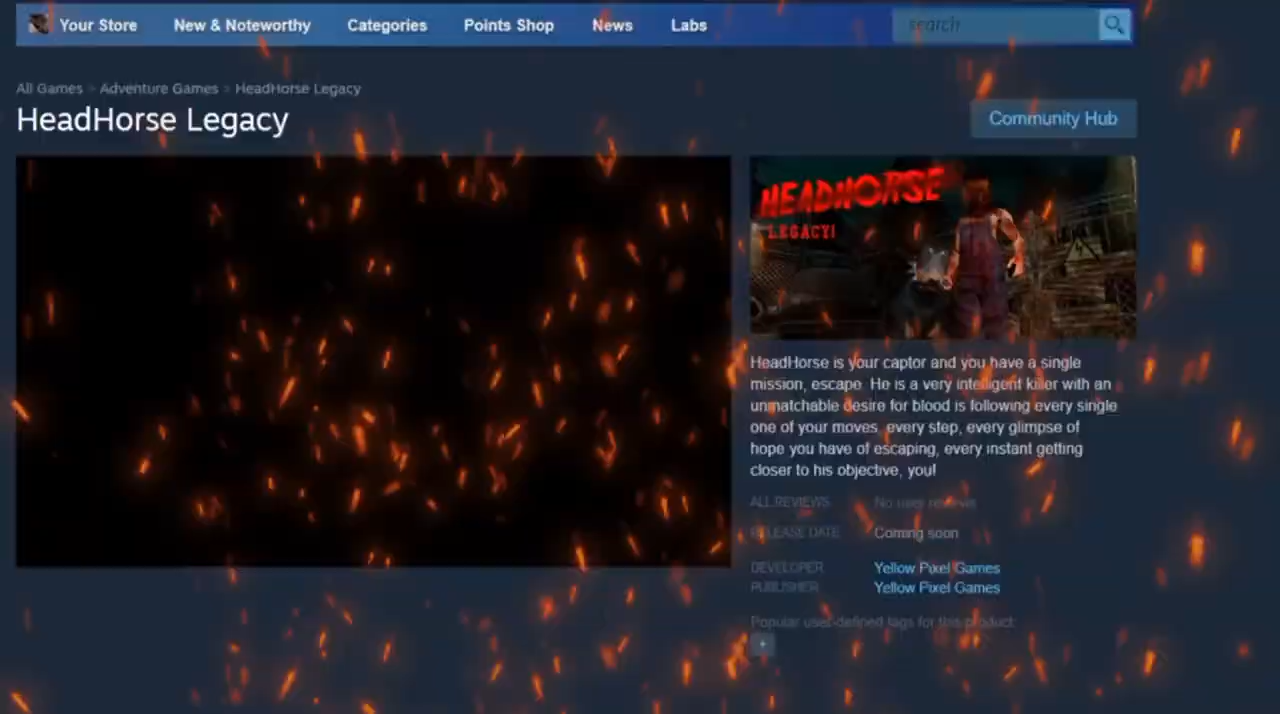 Your Store New & Noteworthy Categories Points Shop News Labs search
All Games > Adventure Games > HeadHorse Legacy
HeadHorse Legacy
Community Hub
HEADHORSE
LEGACY!
HeadHorse is your captor and you have a single
mission, escape. He is a very intelligent killer with an
unmatchable desire for blood is following every single
one of your moves, every step, every glimpse of
hope you have of escaping, every instant getting
closer to his objective, you!
ALL REVIEWS: No user reviews
RELEASE DATE: Coming soon
DEVELOPER: Yellow Pixel Games
PUBLISHER: Yellow Pixel Games
Popular user-defined tags for this product:
+